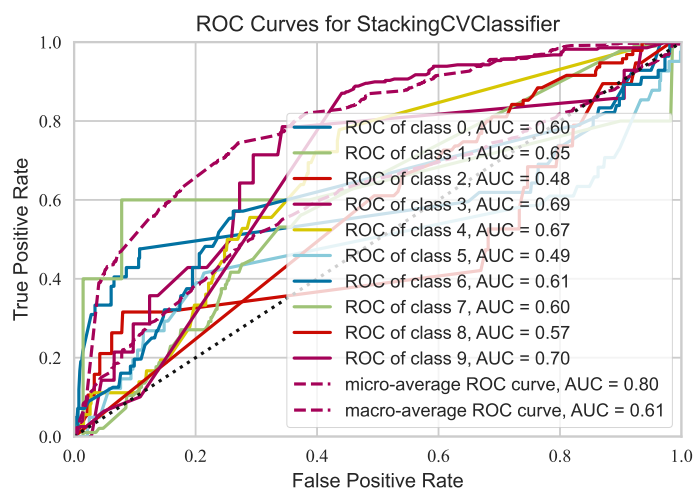 ROC Curves for StackingCVClassifier
1.0
0.8
0.6
0.4
0.2
0.0
True Positive Rate
ROC of class 0, AUC = 0.60
ROC of class 1, AUC = 0.65
ROC of class 2, AUC = 0.48
ROC of class 3, AUC = 0.69
ROC of class 4, AUC = 0.67
ROC of class 5, AUC = 0.49
ROC of class 6, AUC = 0.61
ROC of class 7, AUC = 0.60
ROC of class 8, AUC = 0.57
ROC of class 9, AUC = 0.70
micro-average ROC curve, AUC = 0.80
macro-average ROC curve, AUC = 0.61
0.0 0.2 0.4 0.6 0.8 1.0
False Positive Rate